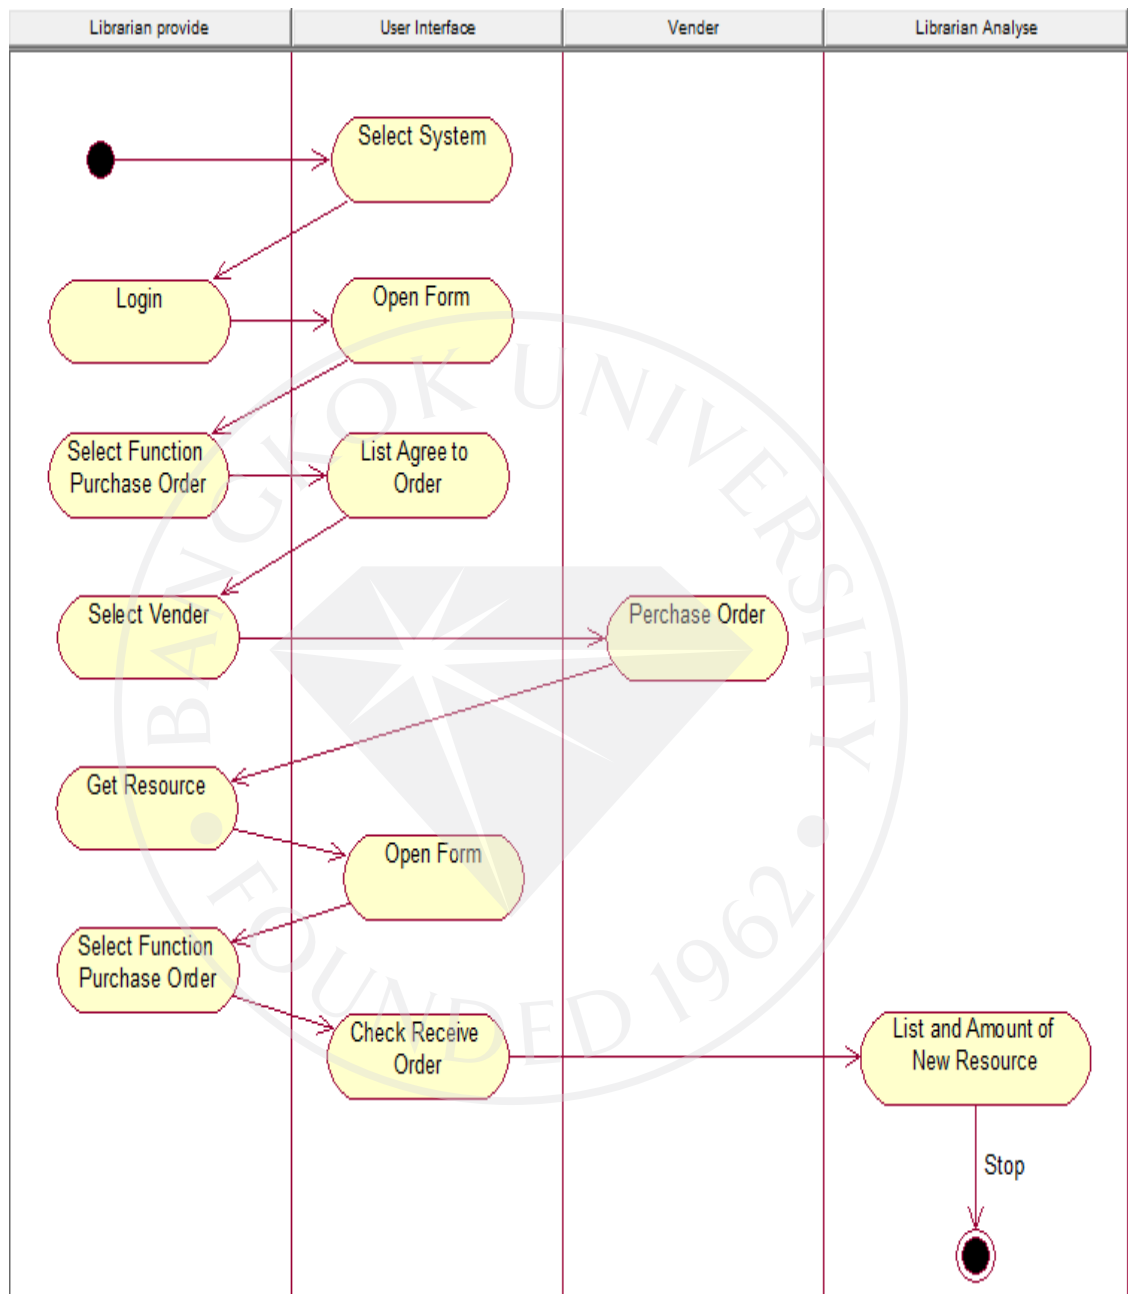 Librarian provide
User Interface
Vender
Librarian Analyse
Select System
Login
Open Form
Select Function
Purchase Order
List Agree to
Order
Select Vender
Perchase Order
Get Resource
Open Form
Select Function
Purchase Order
Check Receive
Order
List and Amount of
New Resource
Stop
BANGKOK UNIVERSITY
FOUNDED 1962